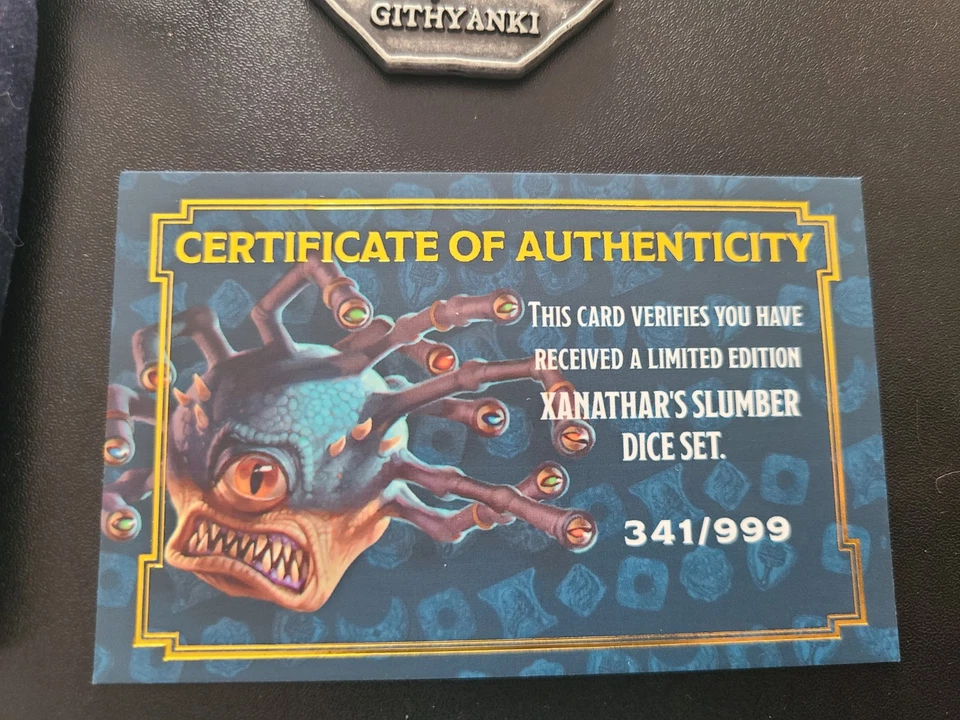 GITHYANKI
CERTIFICATE OF AUTHENTICITY
THIS CARD VERIFIES YOU HAVE
RECEIVED A LIMITED EDITION
XANATHAR'S SLUMBER
DICE SET.
341/999